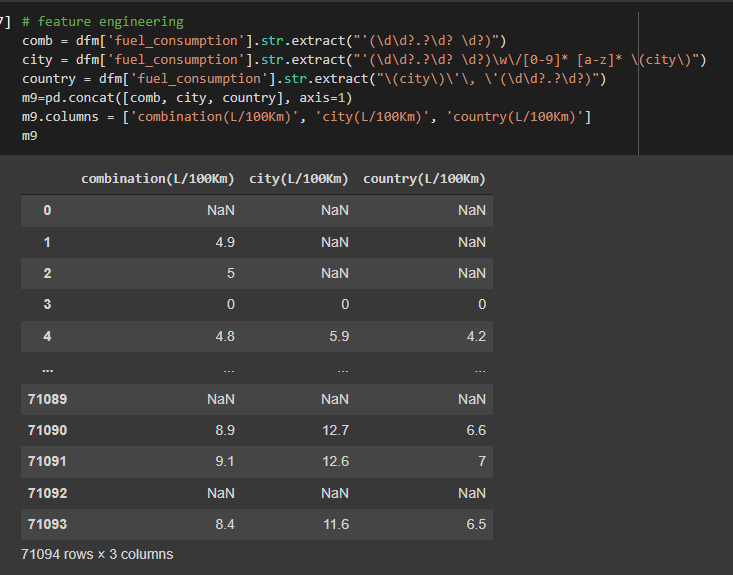 7] # feature engineering
comb = dfm['fuel_consumption'].str.extract("'(\d\d?.?\d? \d?)")
city = dfm['fuel_consumption'].str.extract("'(\d\d?.?\d? \d?)\w\/[0-9]* [a-z]* \(city\)")
country = dfm['fuel_consumption'].str.extract("\(city\)\'\, \'(\d\d?.?\d?)")
m9=pd.concat([comb, city, country], axis=1)
m9.columns = ['combination(L/100Km)', 'city(L/100Km)', 'country(L/100Km)']
m9
combination(L/100Km) city(L/100Km) country(L/100Km)
0 NaN NaN NaN
1 4.9 NaN NaN
2 5 NaN NaN
3 0 0 0
4 4.8 5.9 4.2
... ... ... ...
71089 NaN NaN NaN
71090 8.9 12.7 6.6
71091 9.1 12.6 7
71092 NaN NaN NaN
71093 8.4 11.6 6.5
71094 rows × 3 columns